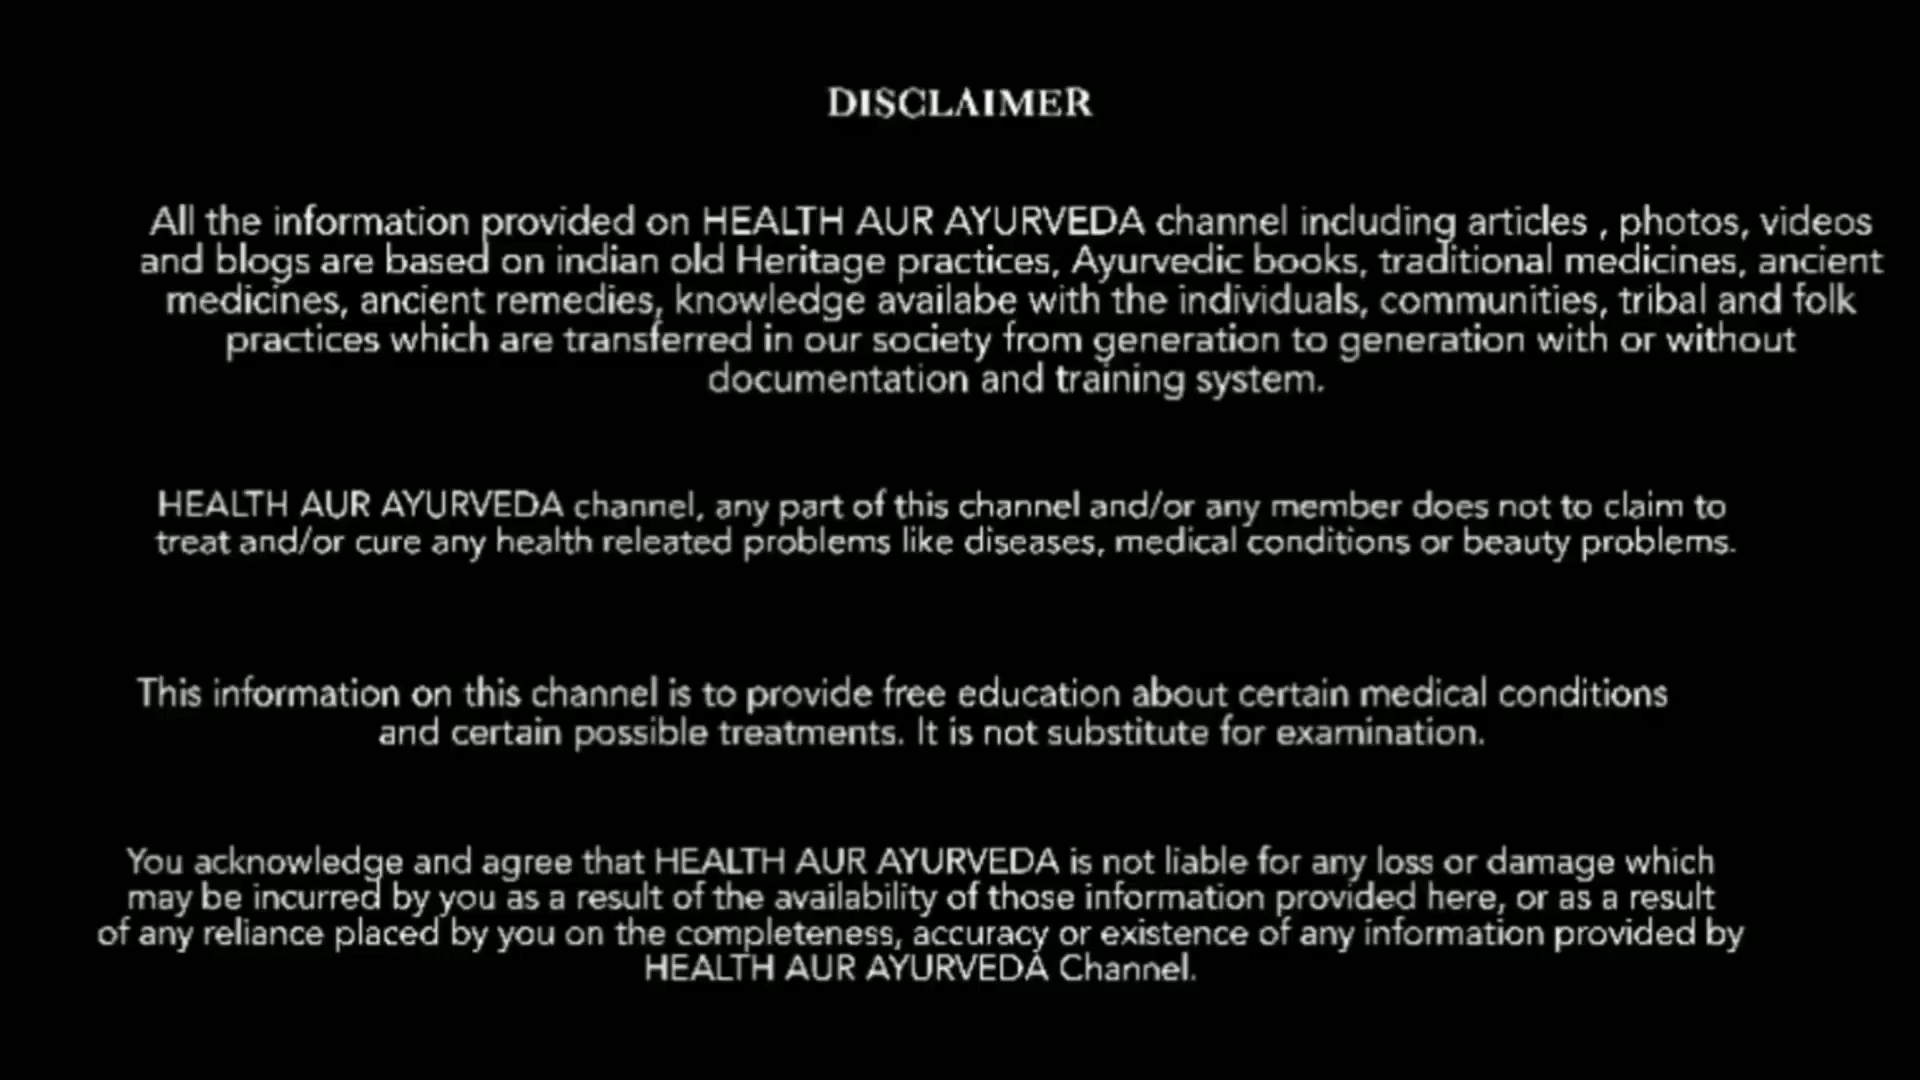 DISCLAIMER
All the information provided on HEALTH AUR AYURVEDA channel including articles , photos, videos
and blogs are based on indian old Heritage practices, Ayurvedic books, traditional medicines, ancient
medicines, ancient remedies, knowledge availabe with the individuals, communities, tribal and folk
practices which are transferred in our society from generation to generation with or without
documentation and training system.
HEALTH AUR AYURVEDA channel, any part of this channel and/or any member does not to claim to
treat and/or cure any health releated problems like diseases, medical conditions or beauty problems.
This information on this channel is to provide free education about certain medical conditions
and certain possible treatments. It is not substitute for examination.
You acknowledge and agree that HEALTH AUR AYURVEDA is not liable for any loss or damage which
may be incurred by you as a result of the availability of those information provided here, or as a result
of any reliance placed by you on the completeness, accuracy or existence of any information provided by
HEALTH AUR AYURVEDA Channel.